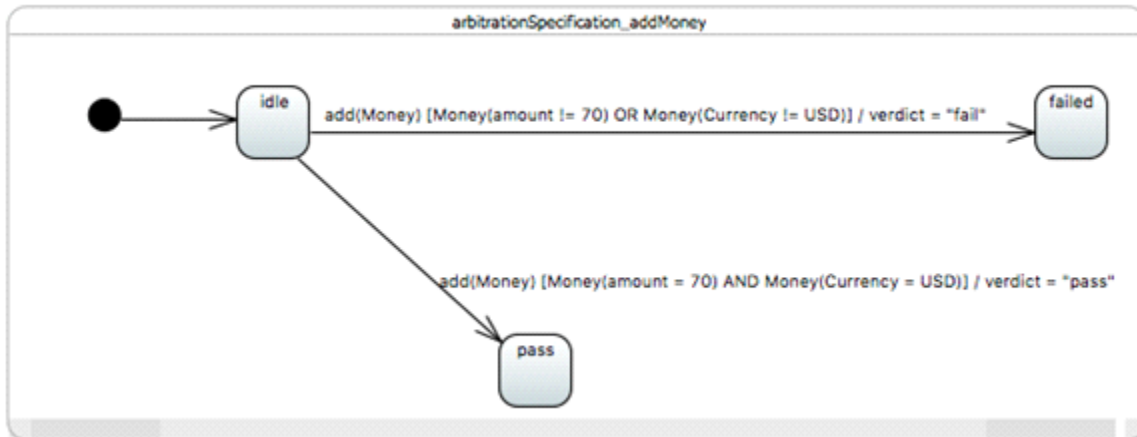 arbitrationSpecification_addMoney
idle
failed
add(Money) [Money(amount != 70) OR Money(Currency != USD)] / verdict = "fail"
add(Money) [Money(amount = 70) AND Money(Currency = USD)] / verdict = "pass"
pass